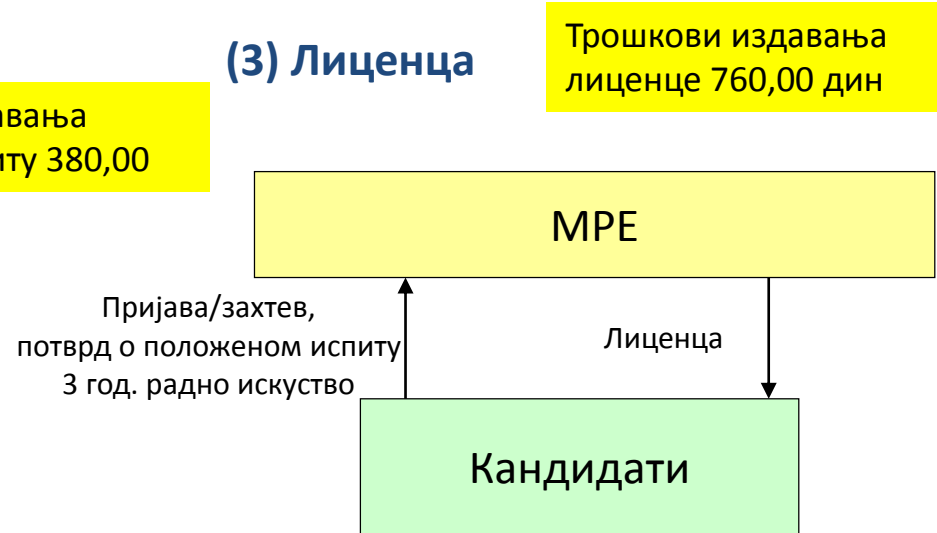 (3) Лиценца
Трошкови издавања
лиценце 760,00 дин
авања
иту 380,00
МРЕ
Пријава/захтев,
потврд о положеном испиту
3 год. радно искуство
Лиценца
Кандидати